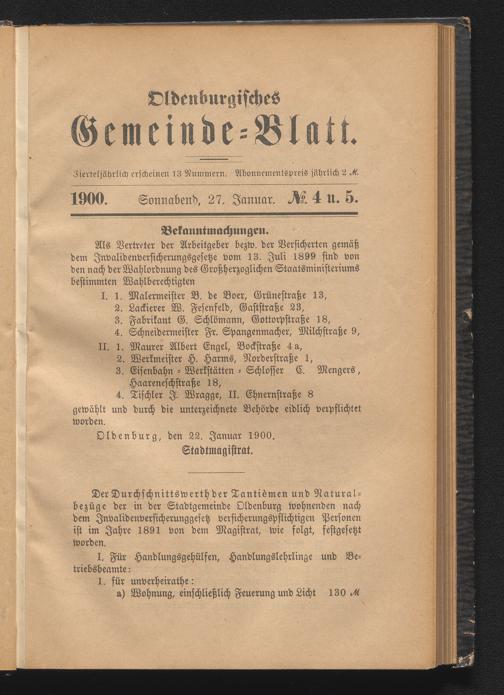 Oldenburgisches
Gemeinde-Blatt.
Vierteljährlich erscheinen 13 Nummern. Abonnementspreis jährlich 2 ℳ.
1900. Sonnabend, 27. Januar. № 4 u. 5.
Bekanntmachungen.
Als Vertreter der Arbeitgeber bezw. der Versicherten gemäß
dem Invalidenversicherungsgesetze vom 13. Juli 1899 sind von
den nach der Wahlordnung des Großherzoglichen Staatsministeriums
bestimmten Wahlberechtigten
I. 1. Malermeister B. de Boer, Grünestraße 13,
2. Lackierer W. Fesenfeld, Gaststraße 23,
3. Fabrikant G. Schlömann, Gottorpstraße 18,
4. Schneidermeister Fr. Spangenmacher, Milchstraße 9,
II. 1. Maurer Albert Engel, Bockstraße 4a,
2. Werkmeister H. Harms, Norderstraße 1,
3. Eisenbahn-Werkstätten-Schlosser C. Mengers,
Haareneschstraße 18,
4. Tischler J. Wragge, II. Ehnernstraße 8
gewählt und durch die unterzeichnete Behörde eidlich verpflichtet
worden.
Oldenburg, den 22. Januar 1900.
Stadtmagistrat.
Der Durchschnittswerth der Tantièmen und Natural-
bezüge der in der Stadtgemeinde Oldenburg wohnenden nach
dem Invalidenversicherunggesetz versicherungspflichtigen Personen
ist im Jahre 1891 von dem Magistrat, wie folgt, festgesetzt
worden.
I. Für Handlungsgehülfen, Handlungslehrlinge und Be-
triebsbeamte:
1. für unverheirathe:
a) Wohnung, einschließlich Feuerung und Licht 130 ℳ